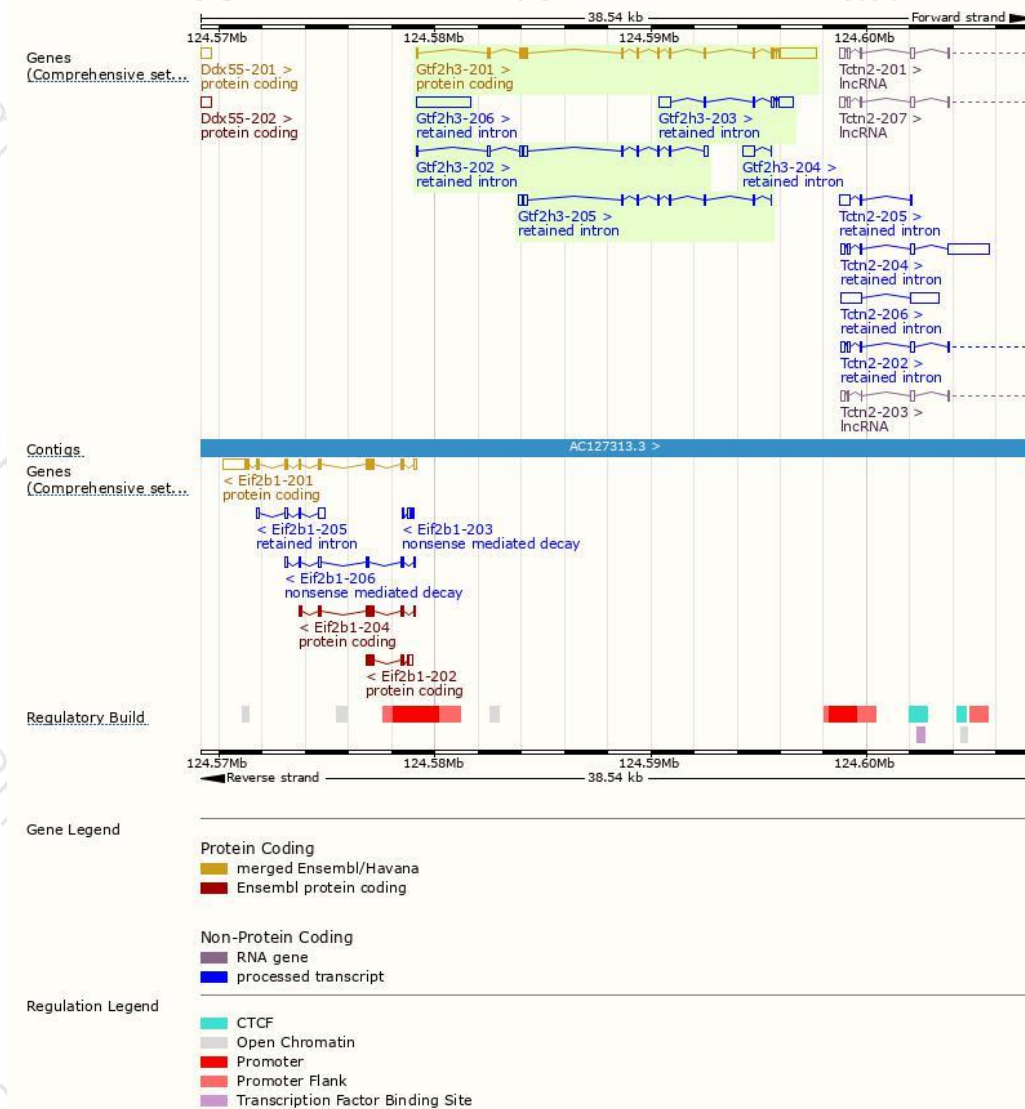 38.54 kb
Forward strand
124.57Mb 124.58Mb 124.59Mb 124.60Mb
Genes
(Comprehensive set...
Ddx55-201 >
protein coding
Gtf2h3-201 >
protein coding
Tctn2-201 >
lncRNA
Ddx55-202 >
protein coding
Gtf2h3-206 >
retained intron
Gtf2h3-203 >
retained intron
Tctn2-207 >
lncRNA
Gtf2h3-202 >
retained intron
Gtf2h3-204 >
retained intron
Gtf2h3-205 >
retained intron
Tctn2-205 >
retained intron
Tctn2-204 >
retained intron
Tctn2-206 >
retained intron
Tctn2-202 >
retained intron
Tctn2-203 >
lncRNA
Contigs
AC127313.3 >
Genes
(Comprehensive set...
< Eif2b1-201
protein coding
< Eif2b1-205
retained intron
< Eif2b1-203
nonsense mediated decay
< Eif2b1-206
nonsense mediated decay
< Eif2b1-204
protein coding
< Eif2b1-202
protein coding
Regulatory Build
124.57Mb 124.58Mb 124.59Mb 124.60Mb
Reverse strand
38.54 kb
Gene Legend
Protein Coding
merged Ensembl/Havana
Ensembl protein coding
Non-Protein Coding
RNA gene
processed transcript
Regulation Legend
CTCF
Open Chromatin
Promoter
Promoter Flank
Transcription Factor Binding Site